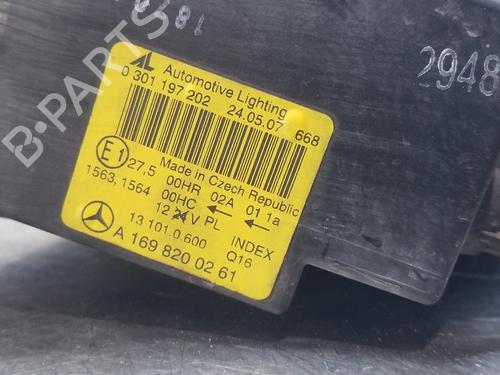 B-PARTS
2948
Automotive Lighting
0 301 197 202 24.05.07 668
Made in Czech Republic
E1 27,5 00HR 02A 01 1a
1563, 1564 00HC ← ←
12 24V PL INDEX
13 101.0.600 Q16
A 169 820 02 61